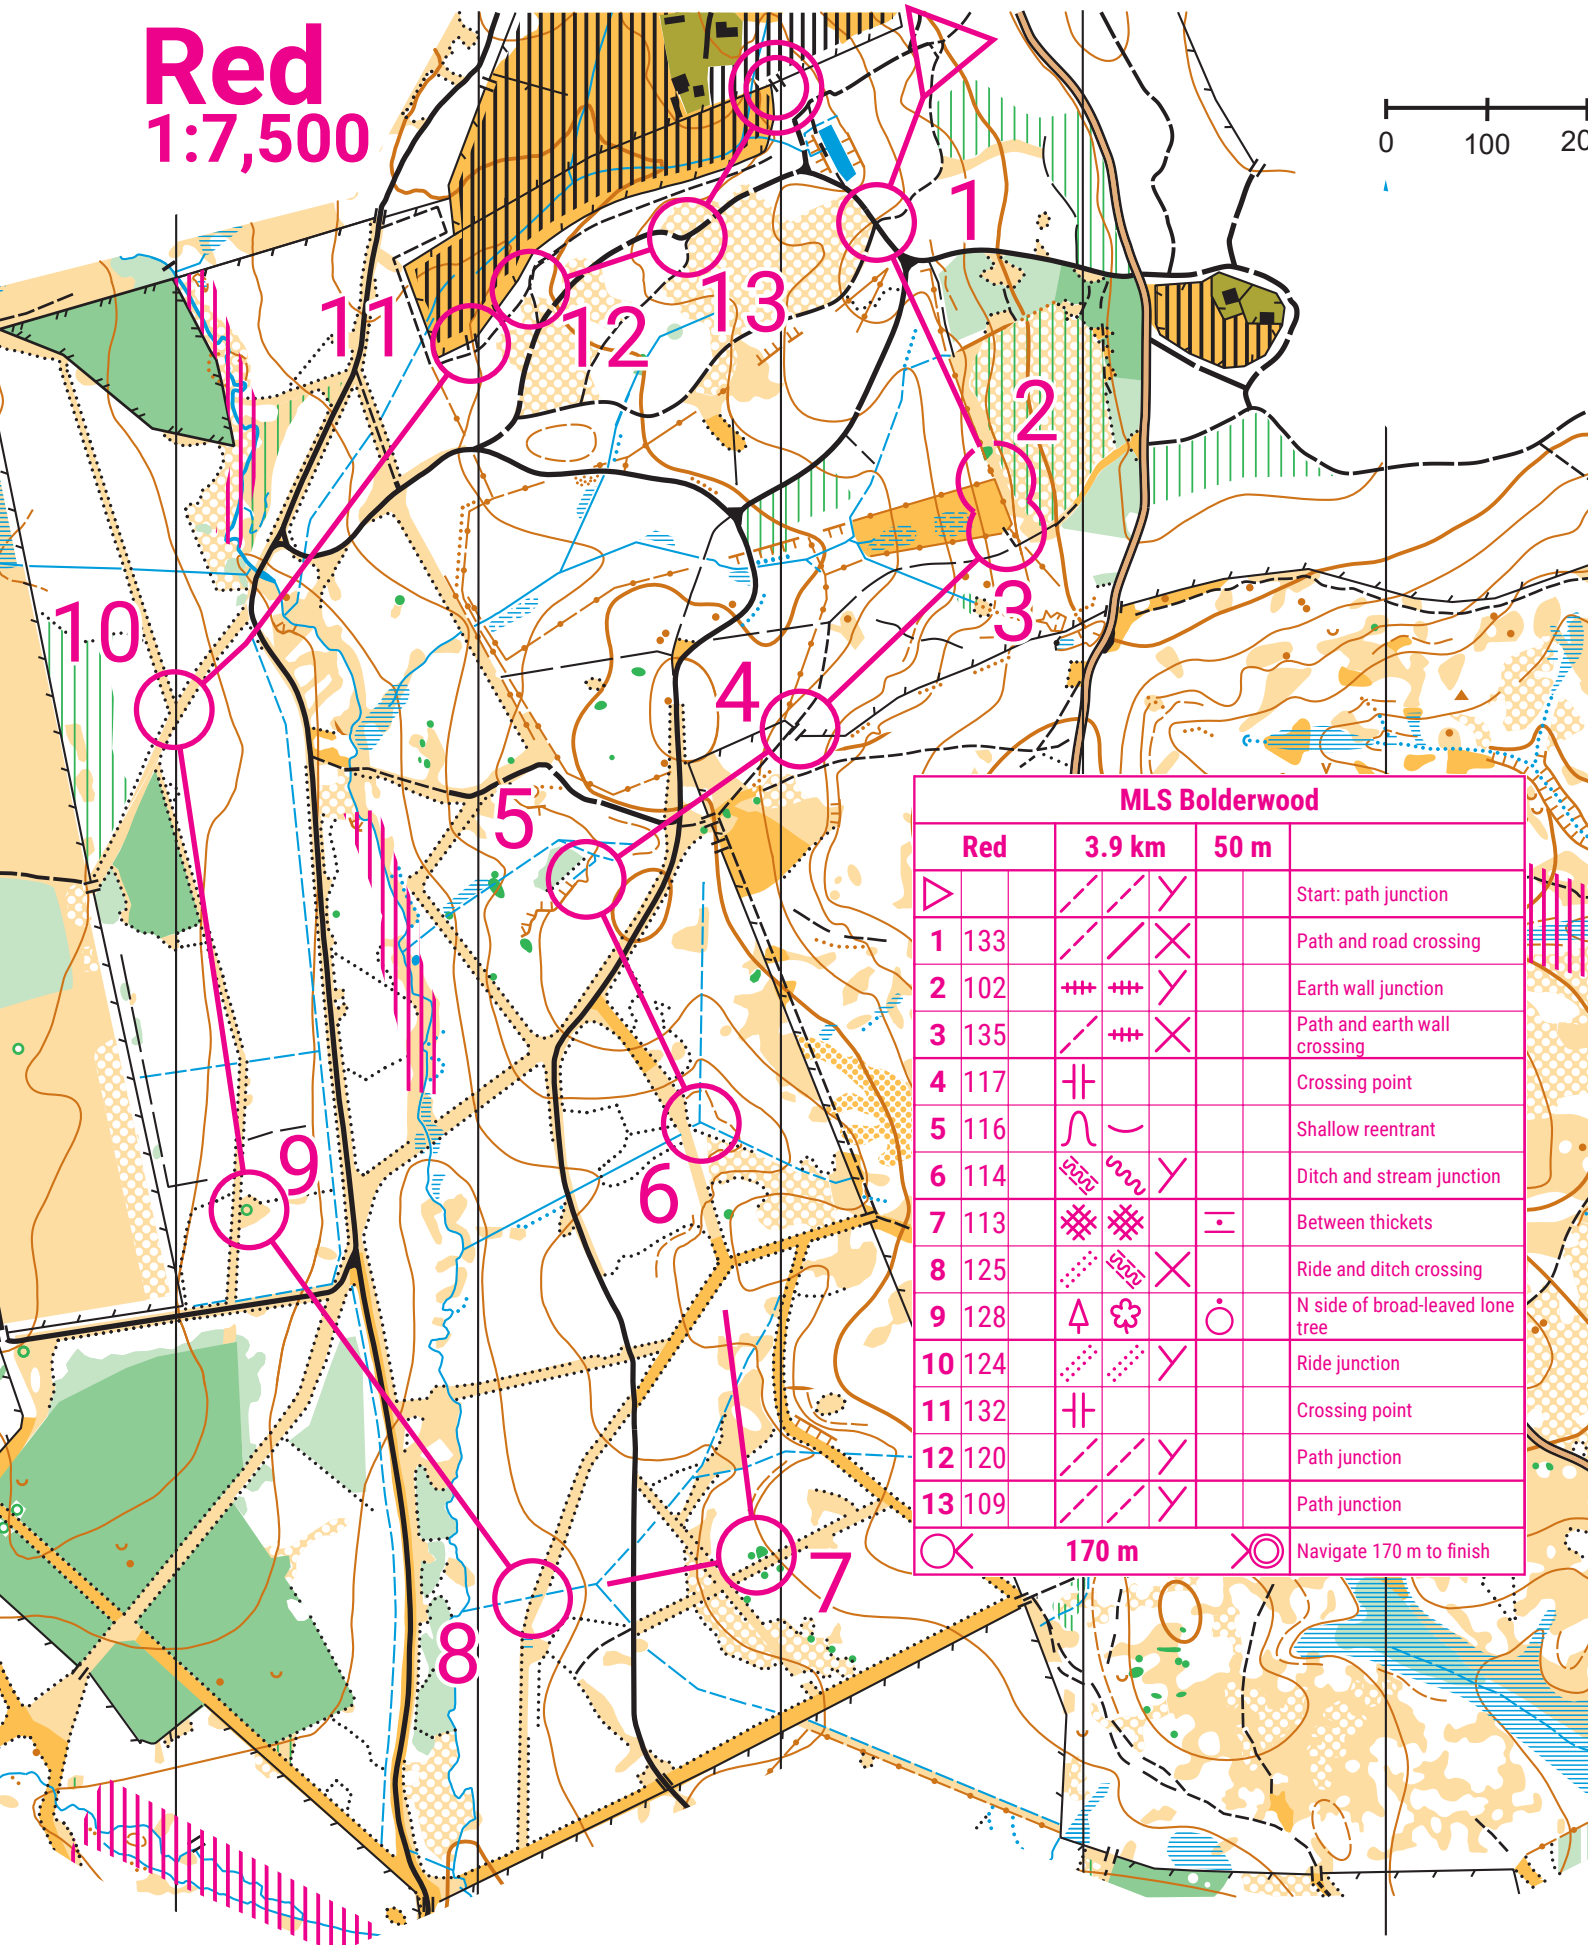 Red
1:7,500
0 100 20
1
2
3
4
5
6
7
8
9
10
11
12
13
MLS Bolderwood
Red 3.9 km 50 m
Start: path junction
1 133 Path and road crossing
2 102 Earth wall junction
3 135 Path and earth wall
crossing
4 117 Crossing point
5 116 Shallow reentrant
6 114 Ditch and stream junction
7 113 Between thickets
8 125 Ride and ditch crossing
9 128 N side of broad-leaved lone
tree
10 124 Ride junction
11 132 Crossing point
12 120 Path junction
13 109 Path junction
170 m Navigate 170 m to finish